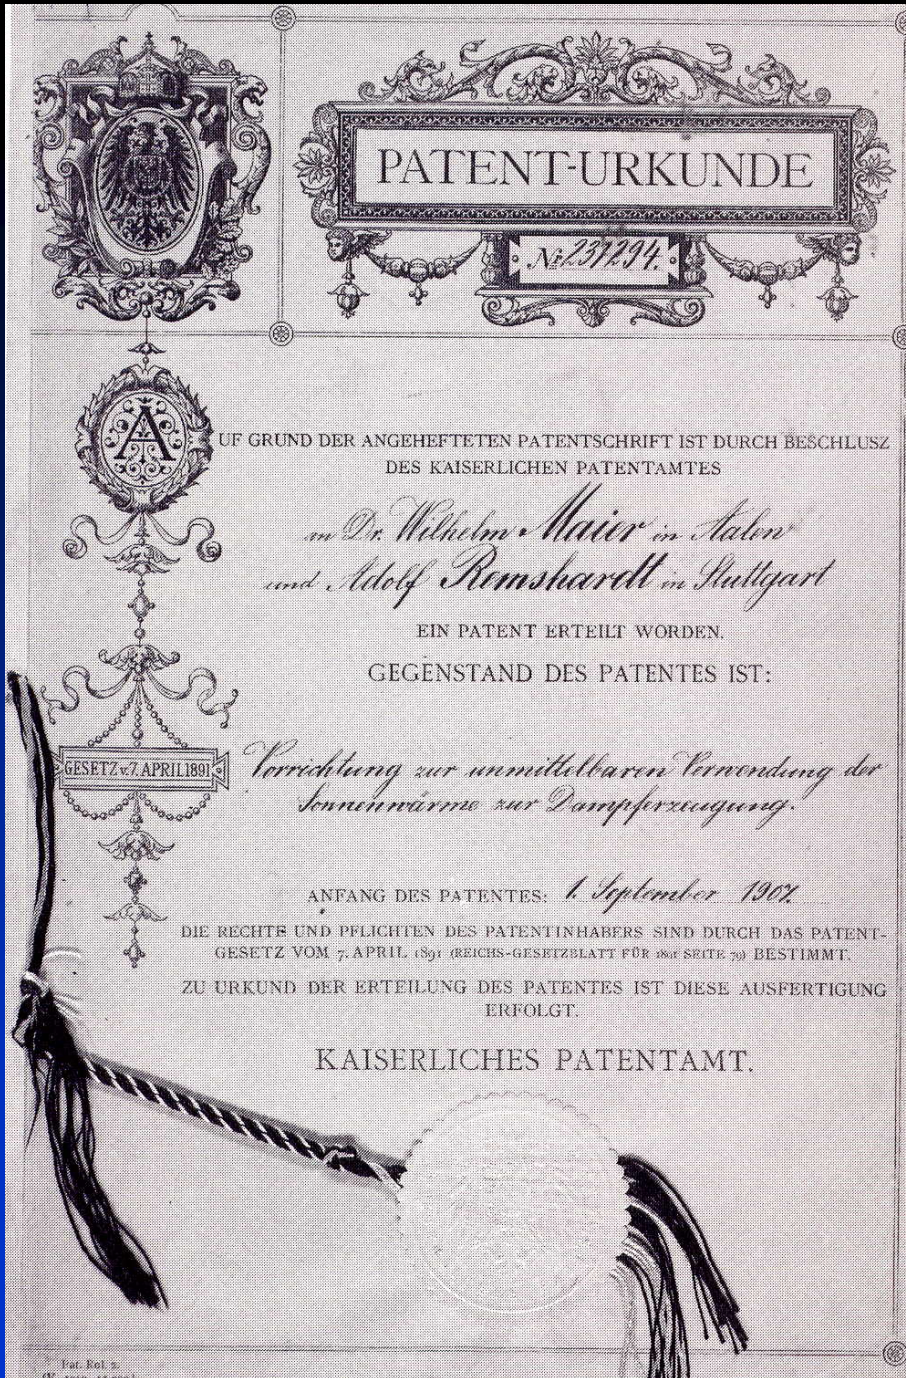 PATENT-URKUNDE
No 231294.
AUF GRUND DER ANGEHEFTETEN PATENTSCHRIFT IST DURCH BESCHLUSZ
DES KAISERLICHEN PATENTAMTES
an Dr. Wilhelm Maier in Aalen
und Adolf Remshardt in Stuttgart
EIN PATENT ERTEILT WORDEN.
GEGENSTAND DES PATENTES IST:
GESETZ v. 7. APRIL 1891
Vorrichtung zur unmittelbaren Verwendung der
Sonnenwärme zur Dampferzeugung.
ANFANG DES PATENTES: 1. September 1907.
DIE RECHTE UND PFLICHTEN DES PATENTINHABERS SIND DURCH DAS PATENT-
GESETZ VOM 7. APRIL 1891 (REICHS-GESETZBLATT FÜR 1891 SEITE 79) BESTIMMT.
ZU URKUND DER ERTEILUNG DES PATENTES IST DIESE AUSFERTIGUNG
ERFOLGT.
KAISERLICHES PATENTAMT.
Pat. Rol. 2.